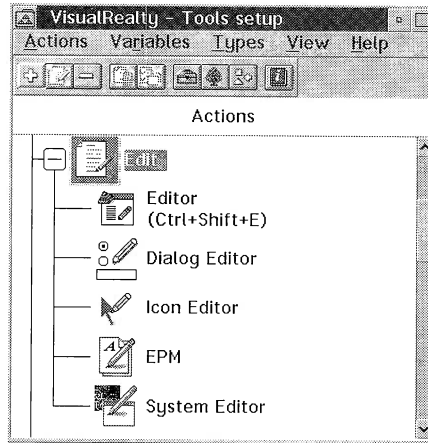 VisualRealty - Tools setup
Actions Variables Types View Help
Actions
Edit
Editor
(Ctrl+Shift+E)
Dialog Editor
Icon Editor
EPM
System Editor